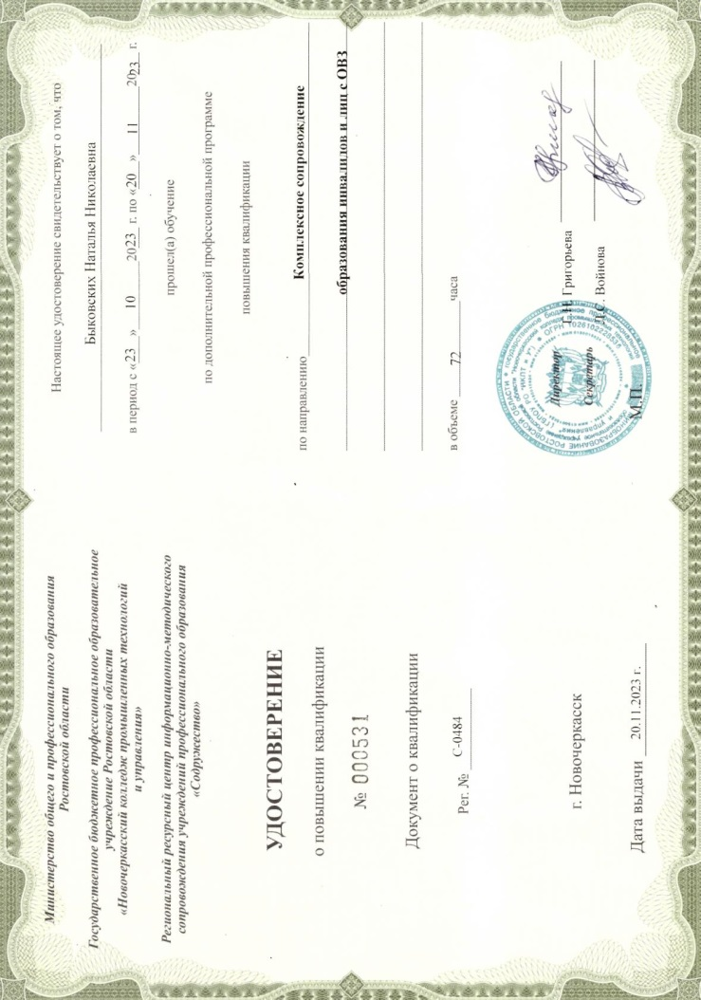 Министерство общего и профессионального образования
Ростовской области
Государственное бюджетное профессиональное образовательное
учреждение Ростовской области
«Новочеркасский колледж промышленных технологий
и управления»
Региональный ресурсный центр информационно-методического
сопровождения учреждений профессионального образования
«Содружество»
УДОСТОВЕРЕНИЕ
о повышении квалификации
№ 000531
Документ о квалификации
Рег. № С-0484
г. Новочеркасск
Дата выдачи 20.11.2023 г.
Настоящее удостоверение свидетельствует о том, что
Быковских Наталья Николаевна
в период с «23 » 10 2023 г. по «20 » 11 2023 г.
прошел(а) обучение
по дополнительной профессиональной программе
повышения квалификации
по направлению Комплексное сопровождение
образования инвалидов и лиц с ОВЗ
в объеме 72 часа
Директор Т.Н. Григорьева
Секретарь Войнова
М.П.